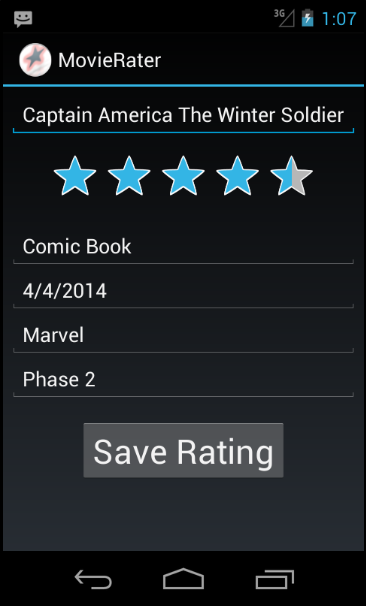 3G 1:07
MovieRater
Captain America The Winter Soldier
Comic Book
4/4/2014
Marvel
Phase 2
Save Rating